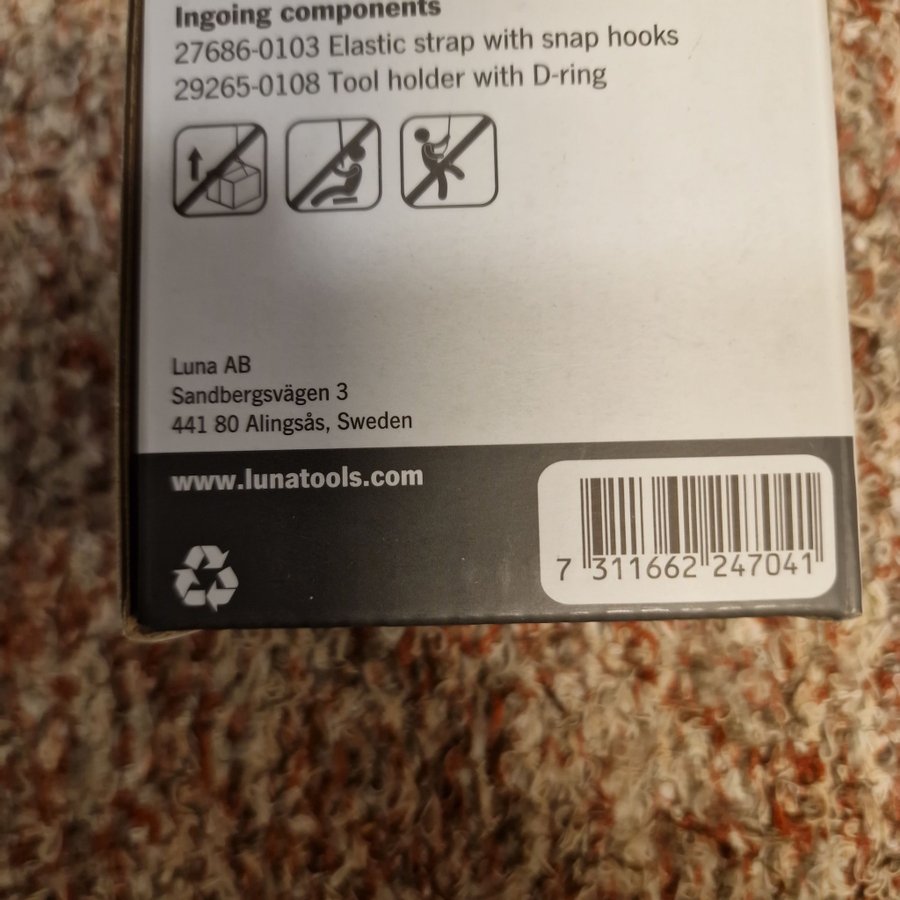 Ingoing components
27686-0103 Elastic strap with snap hooks
29265-0108 Tool holder with D-ring
Luna AB
Sandbergsvägen 3
441 80 Alingsås, Sweden
www.lunatools.com
7 311662 247041